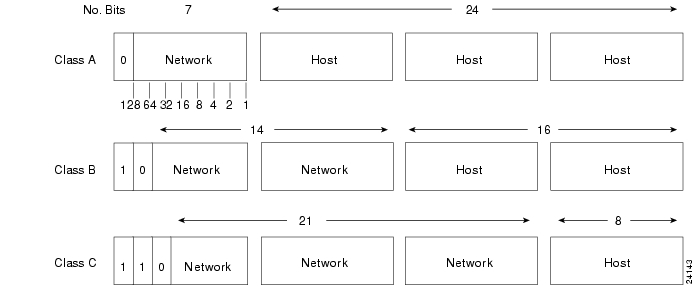 No. Bits 7 24
Class A 0 Network Host Host Host
128 64 32 16 8 4 2 1
14 16
Class B 1 0 Network Network Host Host
21 8
Class C 1 1 0 Network Network Network Host
24143